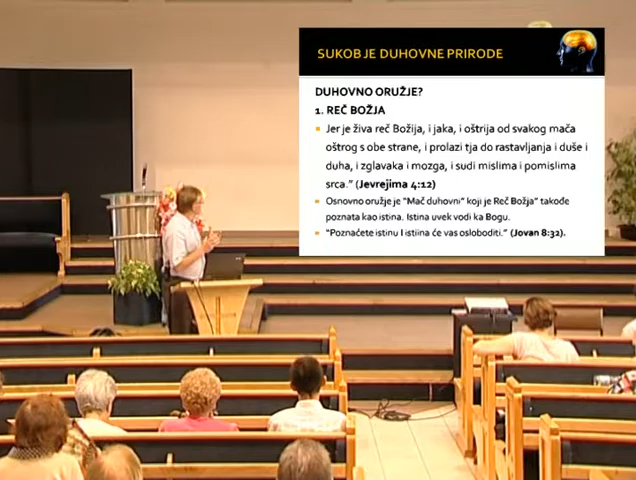 SUKOB JE DUHOVNE PRIRODE
DUHOVNO ORUŽJE?
1. REČ BOŽJA
Jer je živa reč Božija, i jaka, i oštrija od svakog mača
oštrog s obe strane, i prolazi tja do rastavljanja i duše i
duha, i zglavaka i mozga, i sudi mislima i pomislima
srca." (Jevrejima 4:12)
Osnovno oružje je "Mač duhovni" koji je Reč Božja" takođe
poznata kao istina. Istina uvek vodi ka Bogu.
"Poznaćete istinu I istiina će vas osloboditi." (Jovan 8:32).